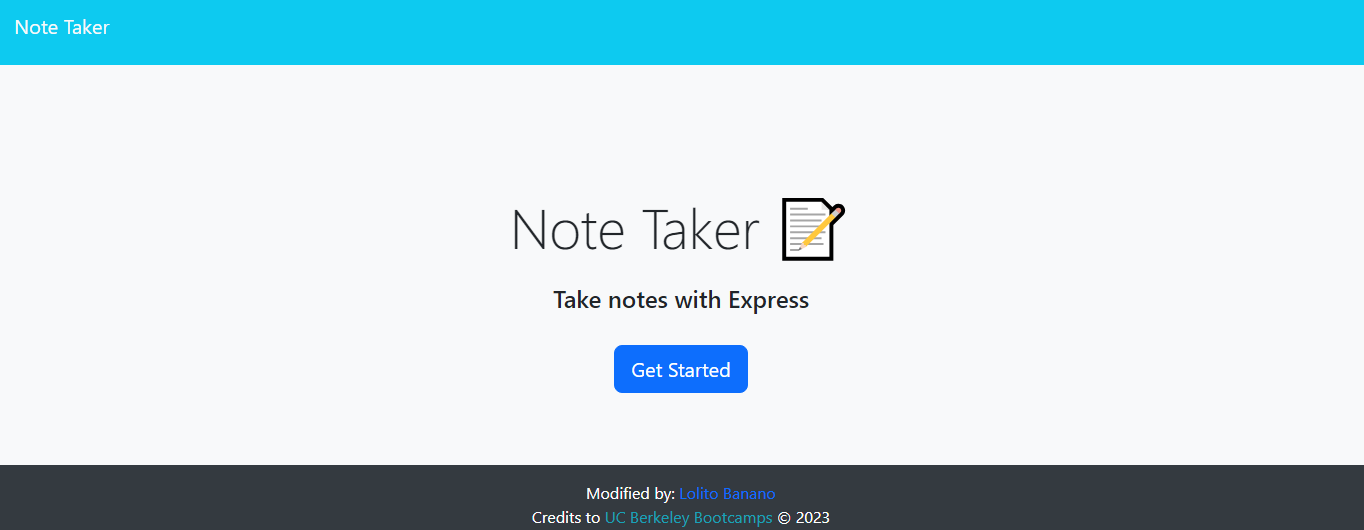 Note Taker
Note Taker
Take notes with Express
Get Started
Modified by: Lolito Banano
Credits to UC Berkeley Bootcamps © 2023